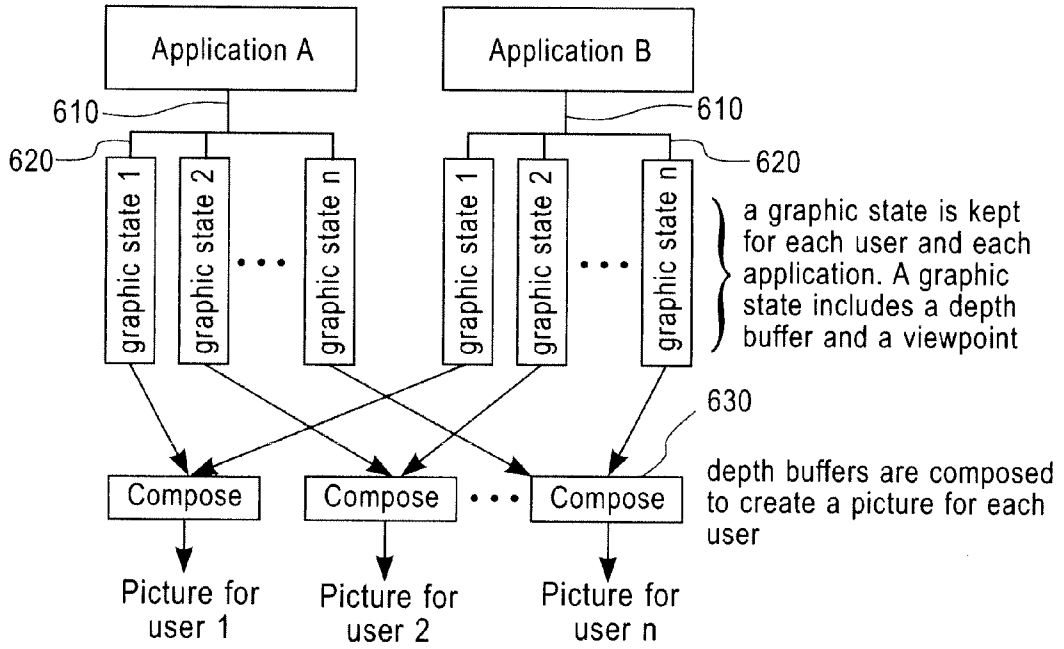 Application A
Application B
610
610
620
620
graphic state 1
graphic state 2
•••
graphic state n
graphic state 1
graphic state 2
•••
graphic state n
a graphic state is kept
for each user and each
application. A graphic
state includes a depth
buffer and a viewpoint
630
Compose
Compose
•••
Compose
depth buffers are composed
to create a picture for each
user
Picture for
user 1
Picture for
user 2
Picture for
user n